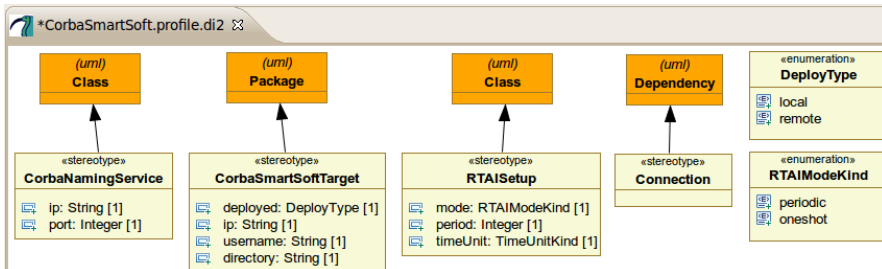 *CorbaSmartSoft.profile.di2
(uml)
Class
(uml)
Package
(uml)
Class
(uml)
Dependency
«enumeration»
DeployType
local
remote
«stereotype»
CorbaNamingService
ip: String [1]
port: Integer [1]
«stereotype»
CorbaSmartSoftTarget
deployed: DeployType [1]
ip: String [1]
username: String [1]
directory: String [1]
«stereotype»
RTAISetup
mode: RTAIModeKind [1]
period: Integer [1]
timeUnit: TimeUnitKind [1]
«stereotype»
Connection
«enumeration»
RTAIModeKind
periodic
oneshot